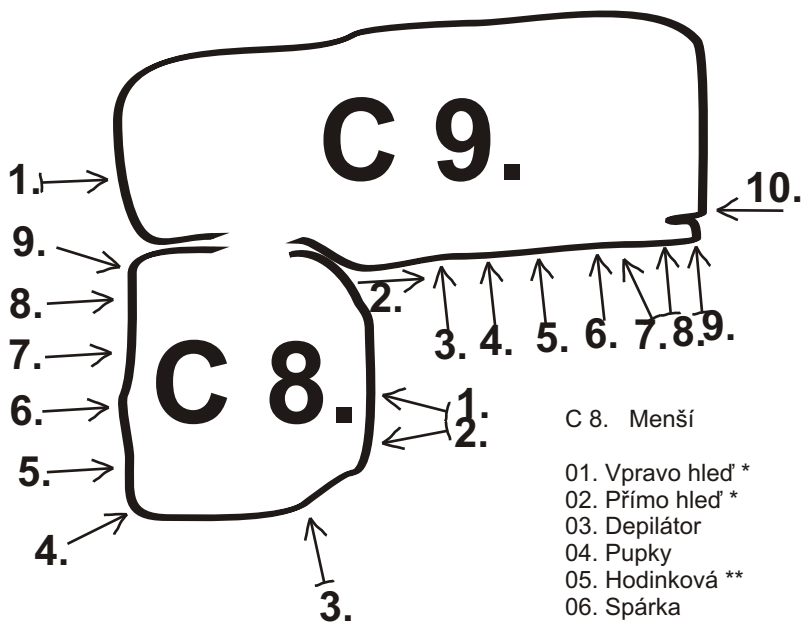 C 9.
1.
10.
9.
8.
7.
6.
5.
4.
2.
3. 4. 5. 6. 7. 8. 9.
C 8.
1.
2.
3.
C 8. Menší
01. Vpravo hleď *
02. Přímo hleď *
03. Depilátor
04. Pupky
05. Hodinková **
06. Spárka